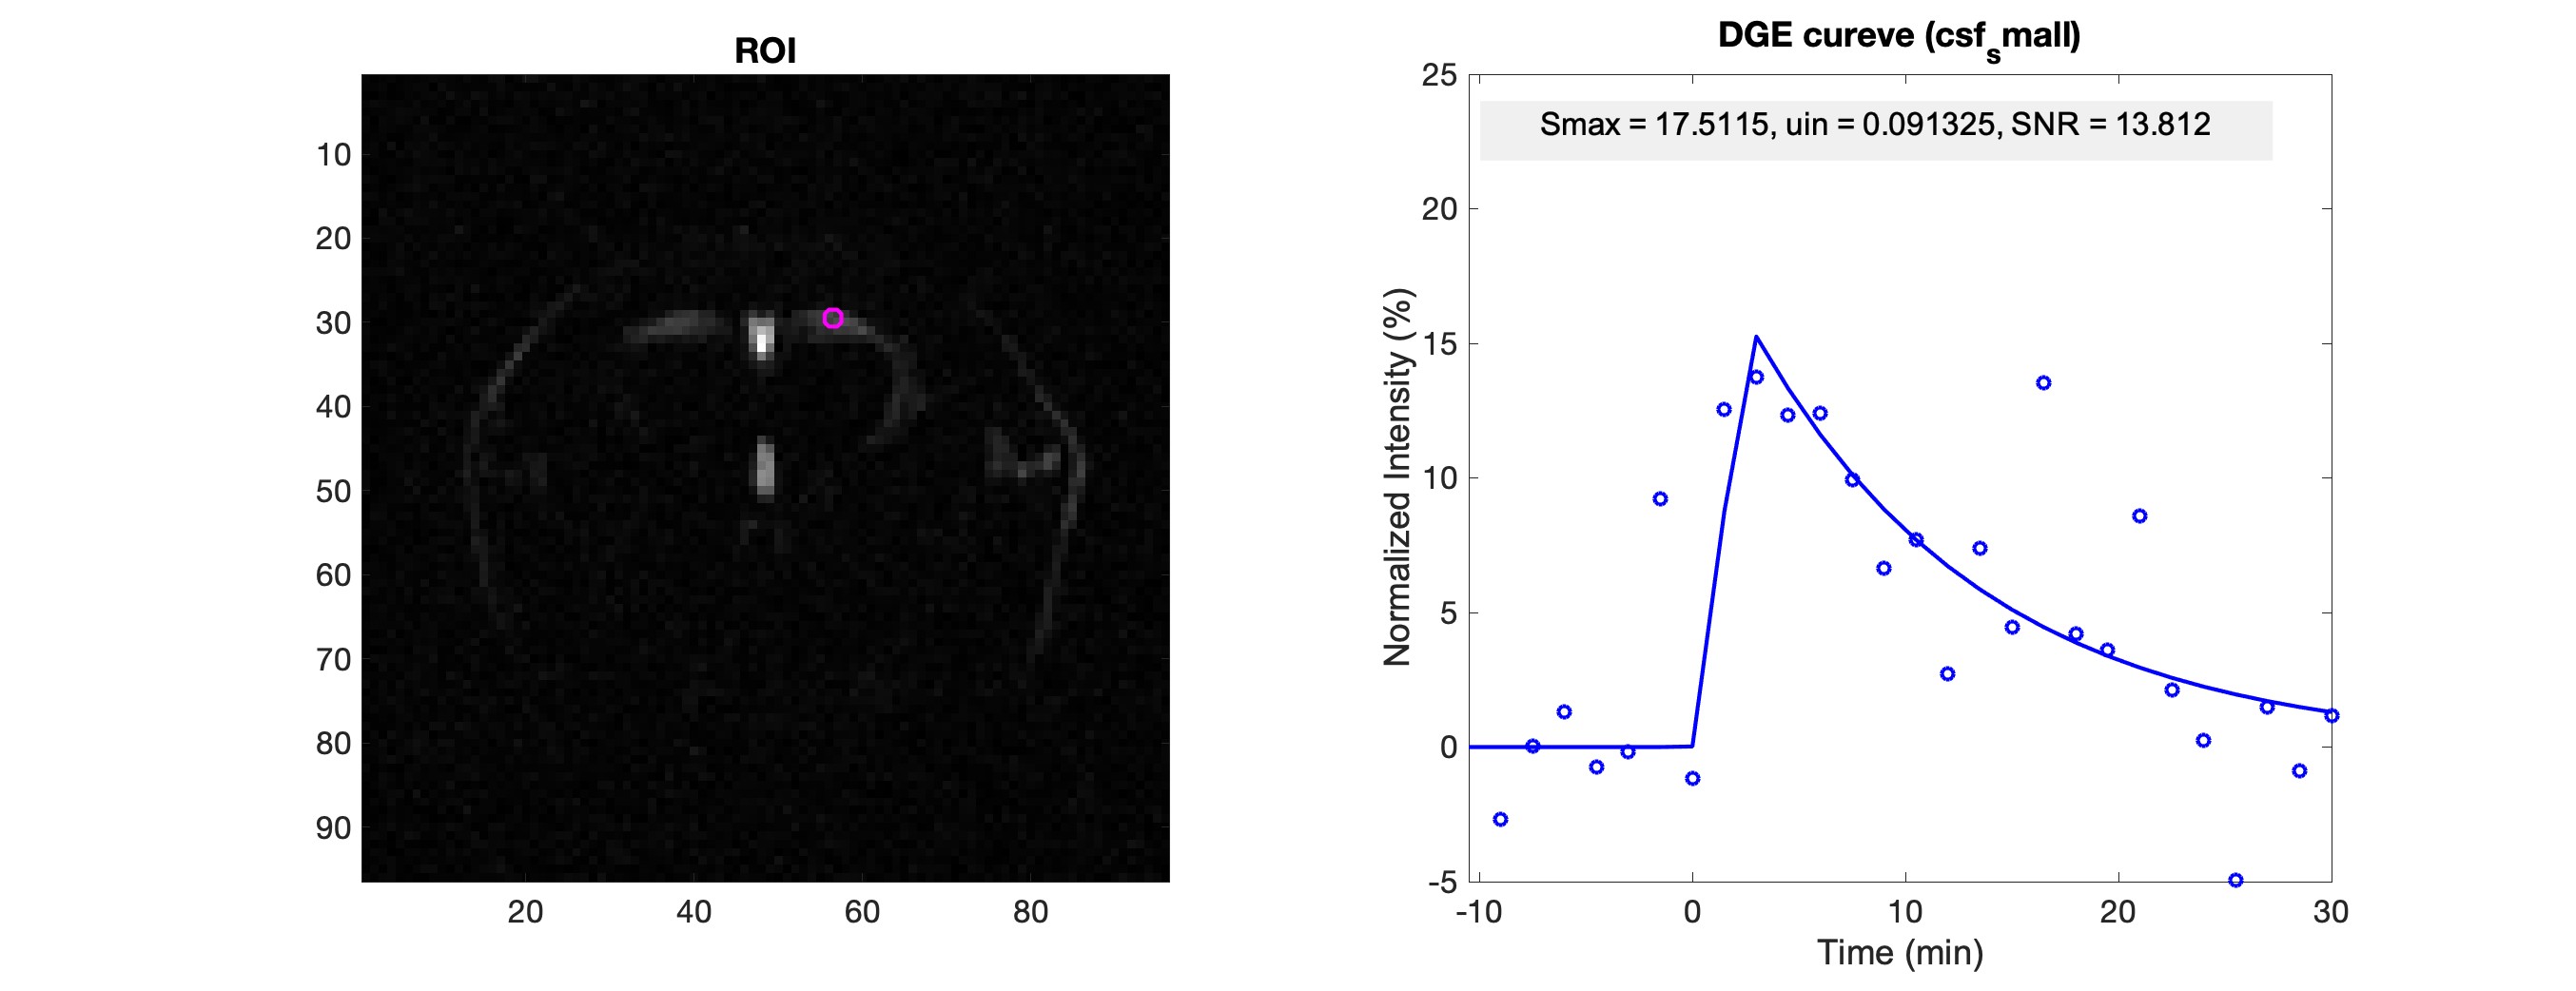 ROI
10
20
30
40
50
60
70
80
90
20 40 60 80
DGE cureve (csfsmall)
Smax = 17.5115, uin = 0.091325, SNR = 13.812
Normalized Intensity (%)
25
20
15
10
5
0
-5
-10 0 10 20 30
Time (min)